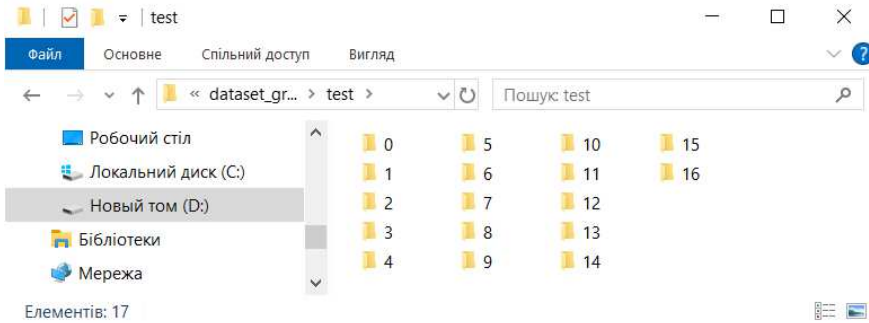 test
Файл Основне Спільний доступ Вигляд
« dataset_gr... > test >
Пошук: test
Робочий стіл
Локальний диск (C:)
Новый том (D:)
Бібліотеки
Мережа
0 5 10 15
1 6 11 16
2 7 12
3 8 13
4 9 14
Елементів: 17